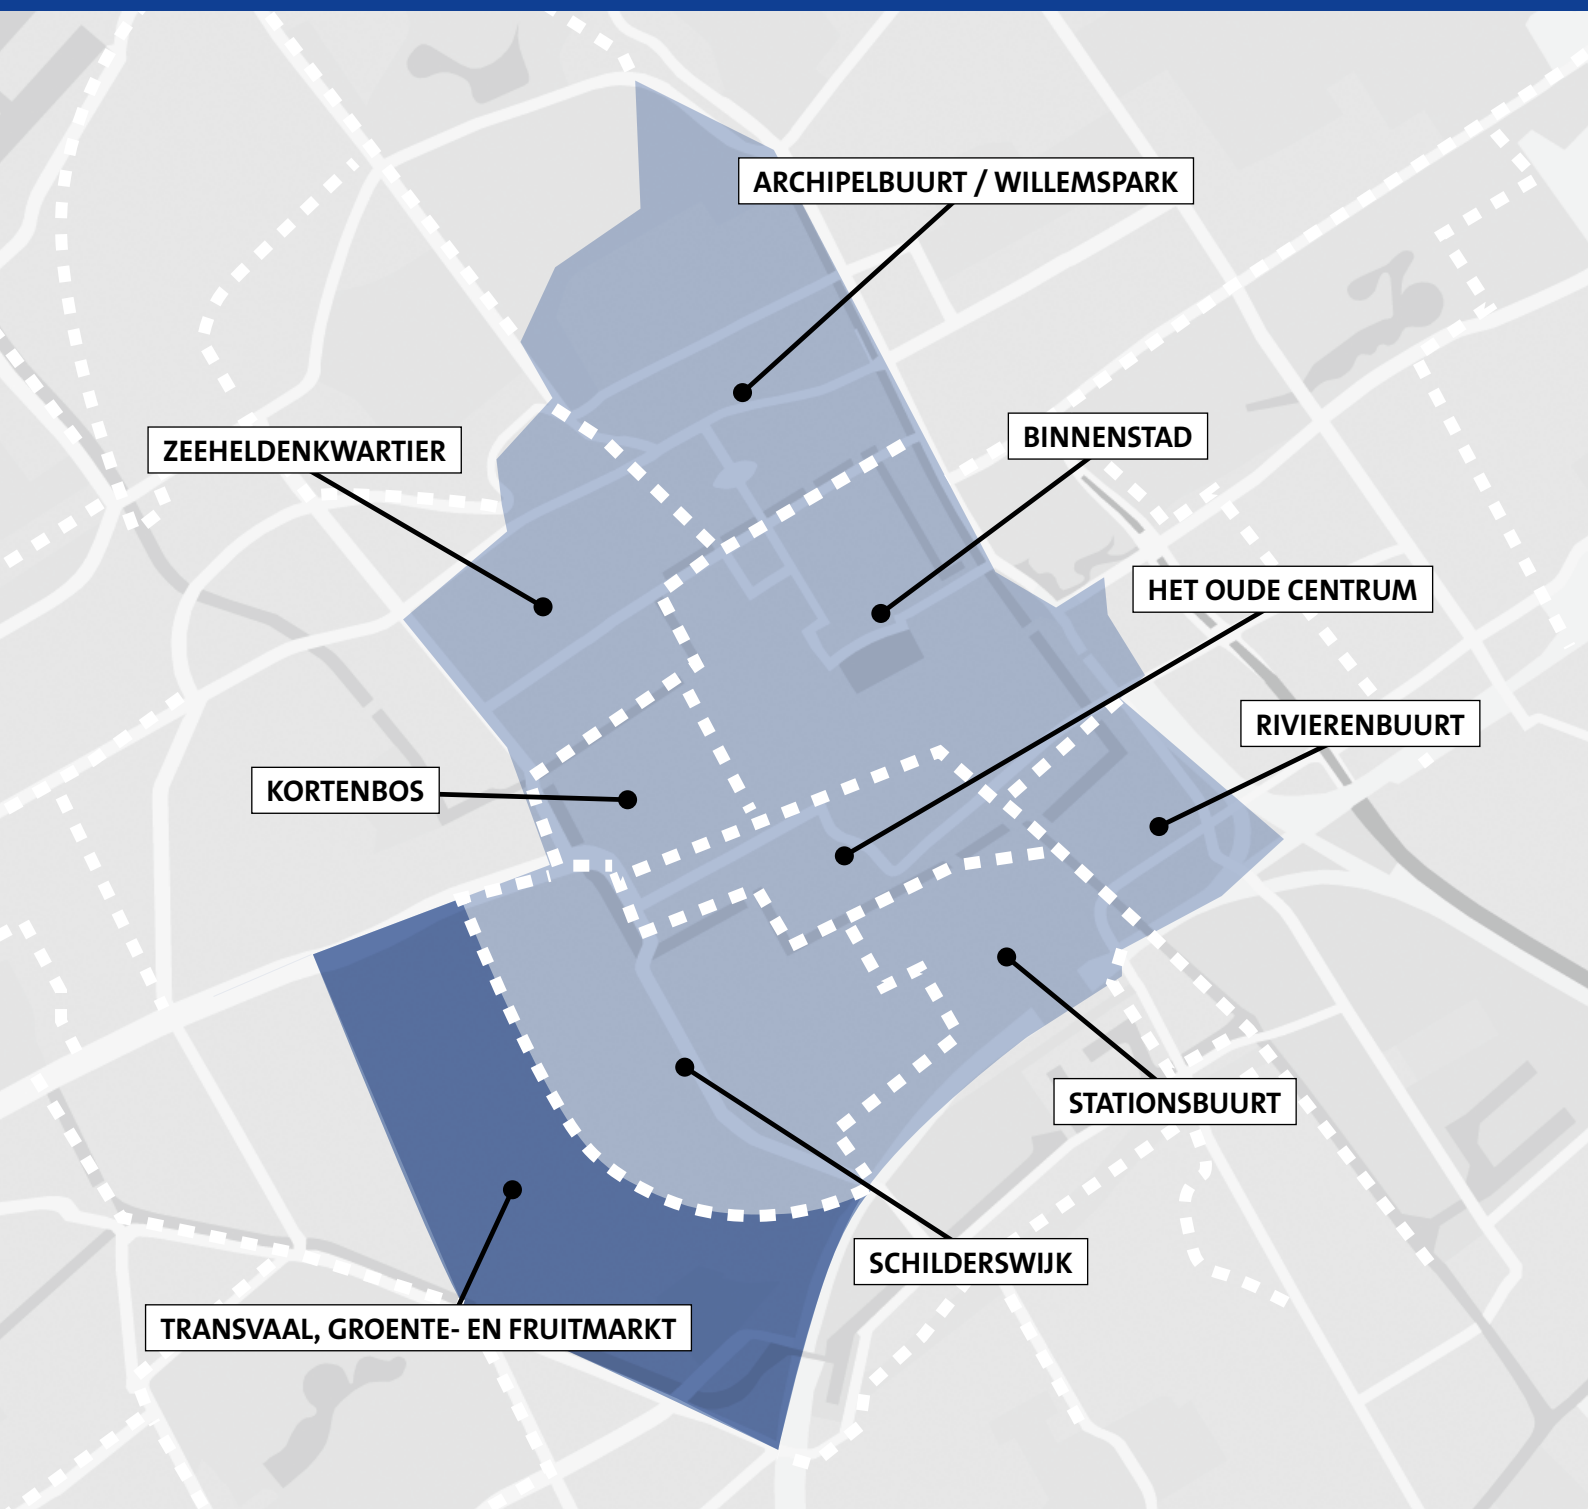 ARCHIPELBUURT / WILLEMSPARK
BINNENSTAD
ZEEHELDENKWARTIER
HET OUDE CENTRUM
RIVIERENBUURT
KORTENBOS
STATIONSBUURT
SCHILDERSWIJK
TRANSVAAL, GROENTE- EN FRUITMARKT